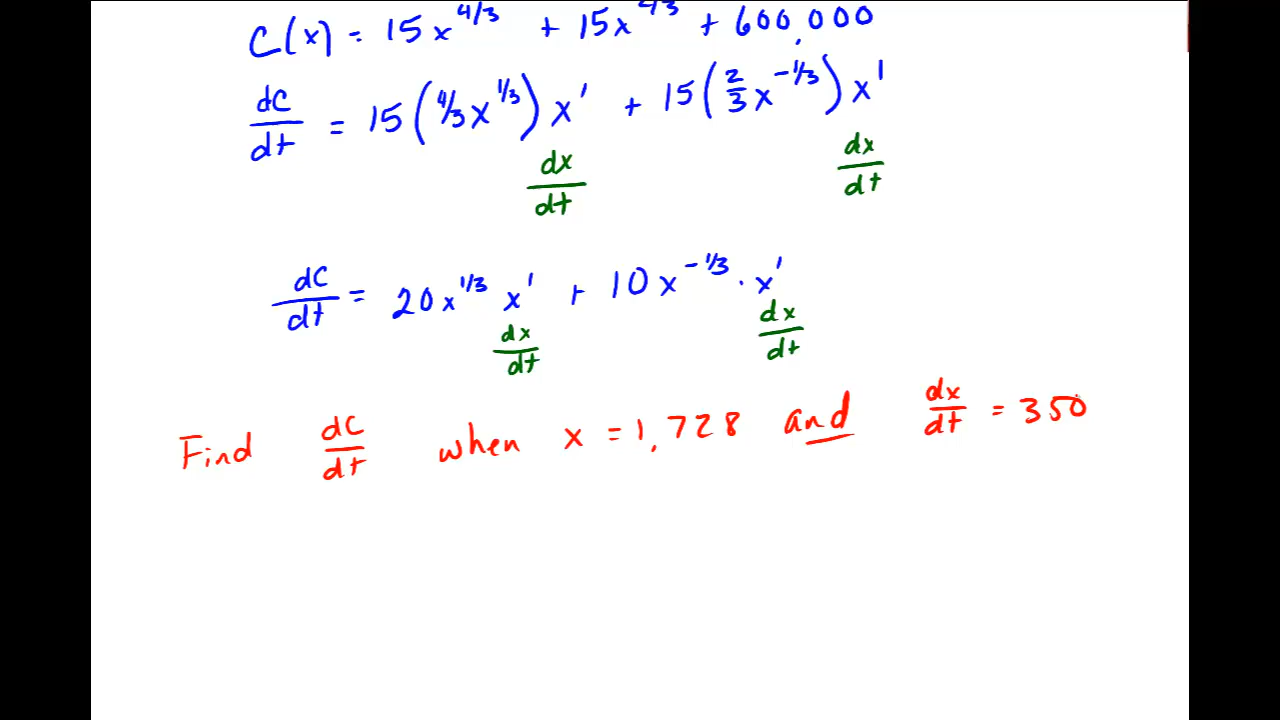 C(x) = 15x^{4/3} + 15x^{2/3} + 600,000
dC/dt = 15(4/3 x^{1/3}) x' + 15(2/3 x^{-1/3}) x'
dx/dt dx/dt
dC/dt = 20x^{1/3} x' + 10x^{-1/3} · x'
dx/dt dx/dt
Find dC/dt when x = 1,728 and dx/dt = 350